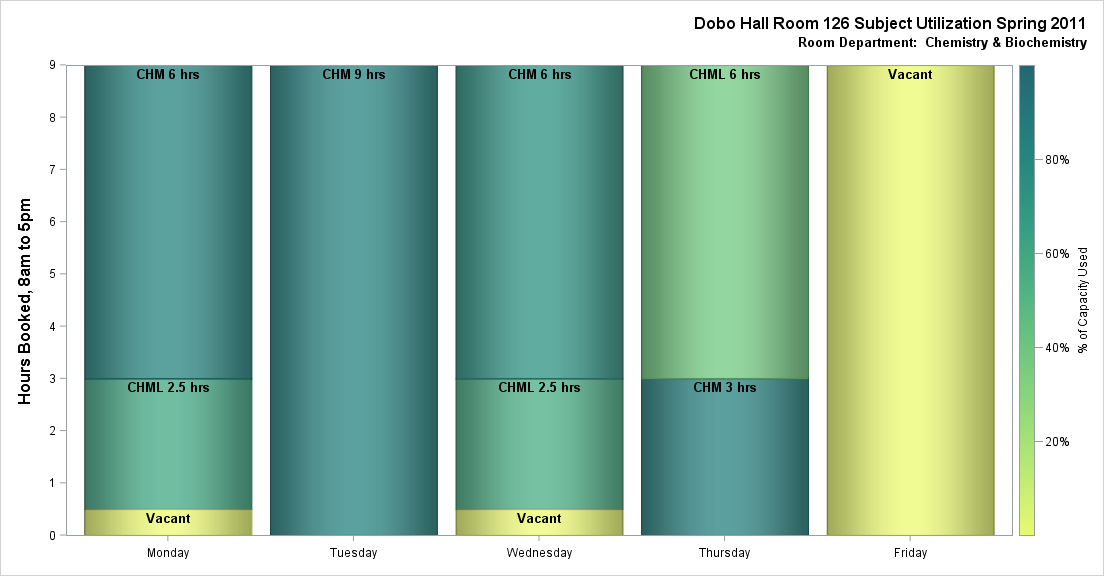 Dobo Hall Room 126 Subject Utilization Spring 2011
Room Department:  Chemistry & Biochemistry
Hours Booked, 8am to 5pm
9
8
7
6
5
4
3
2
1
0
CHM 6 hrs
CHML 2.5 hrs
Vacant
CHM 9 hrs
CHM 6 hrs
CHML 2.5 hrs
Vacant
CHML 6 hrs
CHM 3 hrs
Vacant
Monday
Tuesday
Wednesday
Thursday
Friday
80%
60%
40%
20%
% of Capacity Used